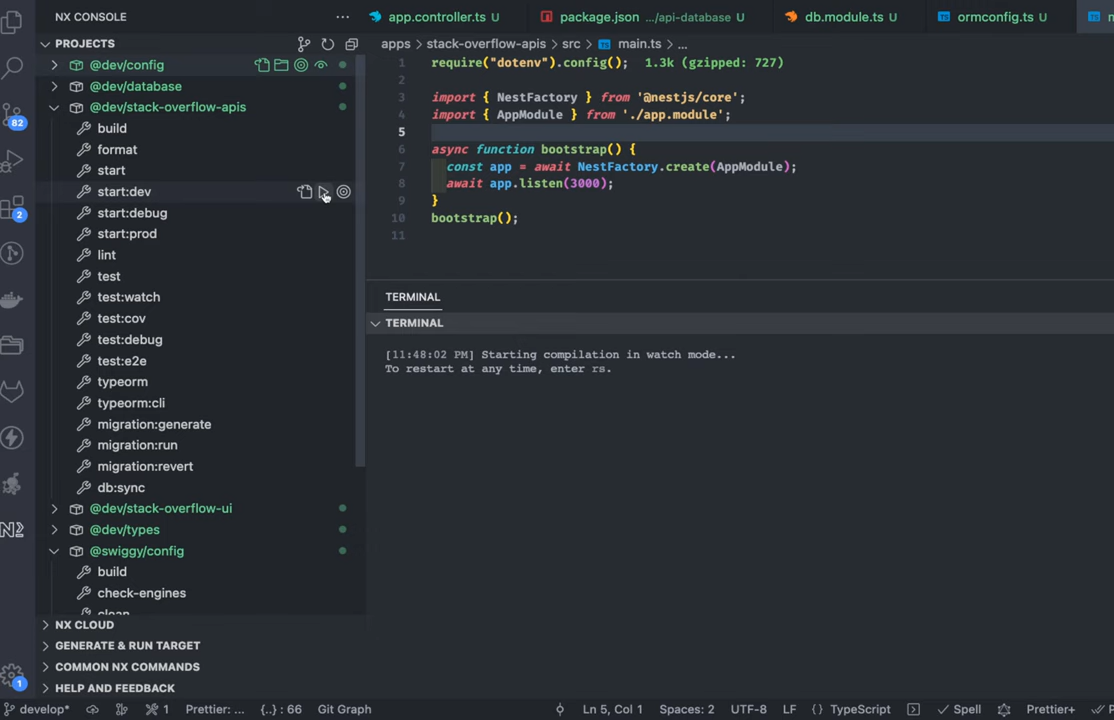 NX CONSOLE
PROJECTS
@dev/config
@dev/database
@dev/stack-overflow-apis
build
format
start
start:dev
start:debug
start:prod
lint
test
test:watch
test:cov
test:debug
test:e2e
typeorm
typeorm:cli
migration:generate
migration:run
migration:revert
db:sync
@dev/stack-overflow-ui
@dev/types
@swiggy/config
build
check-engines
clean
NX CLOUD
GENERATE & RUN TARGET
COMMON NX COMMANDS
HELP AND FEEDBACK
82
2
1
app.controller.ts U
package.json .../api-database U
db.module.ts U
ormconfig.ts U
apps > stack-overflow-apis > src > main.ts > ...
1 require("dotenv").config(); 1.3k (gzipped: 727)
2
3 import { NestFactory } from '@nestjs/core';
4 import { AppModule } from './app.module';
5
6 async function bootstrap() {
7 const app = await NestFactory.create(AppModule);
8 await app.listen(3000);
9 }
10 bootstrap();
11
TERMINAL
TERMINAL
[11:48:02 PM] Starting compilation in watch mode...
To restart at any time, enter rs.
develop* 1 Prettier: ... {..} : 66 Git Graph Ln 5, Col 1 Spaces: 2 UTF-8 LF {} TypeScript Spell Prettier+